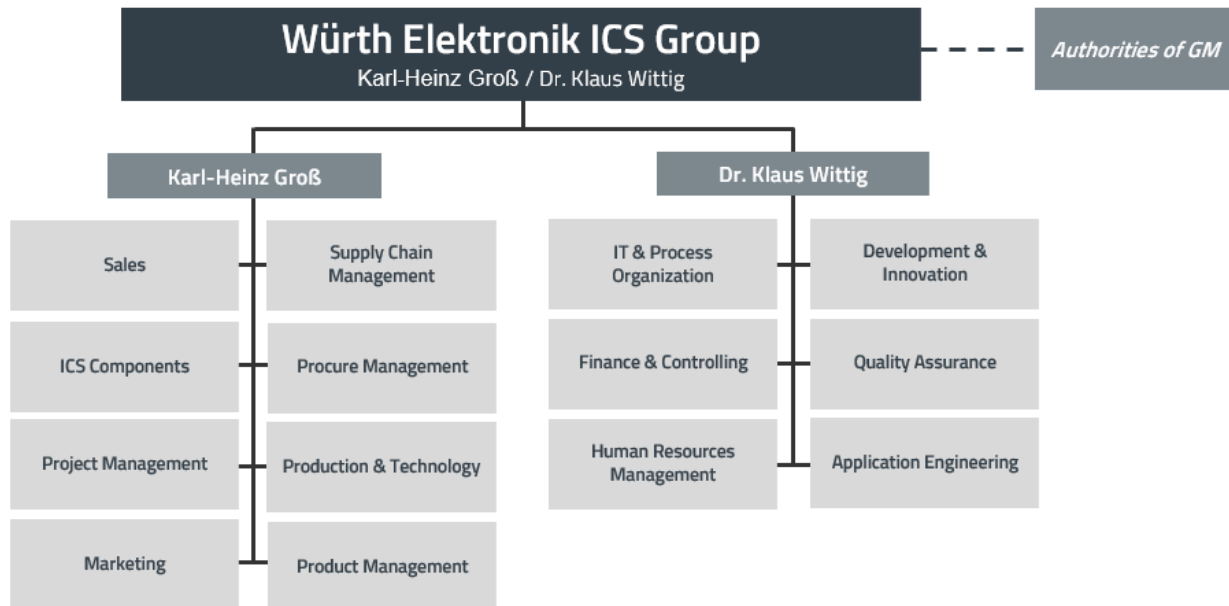 Würth Elektronik ICS Group
Karl-Heinz Groß / Dr. Klaus Wittig
Authorities of GM
Karl-Heinz Groß
Dr. Klaus Wittig
Sales
Supply Chain
Management
ICS Components
Procure Management
Project Management
Production & Technology
Marketing
Product Management
IT & Process
Organization
Development &
Innovation
Finance & Controlling
Quality Assurance
Human Resources
Management
Application Engineering